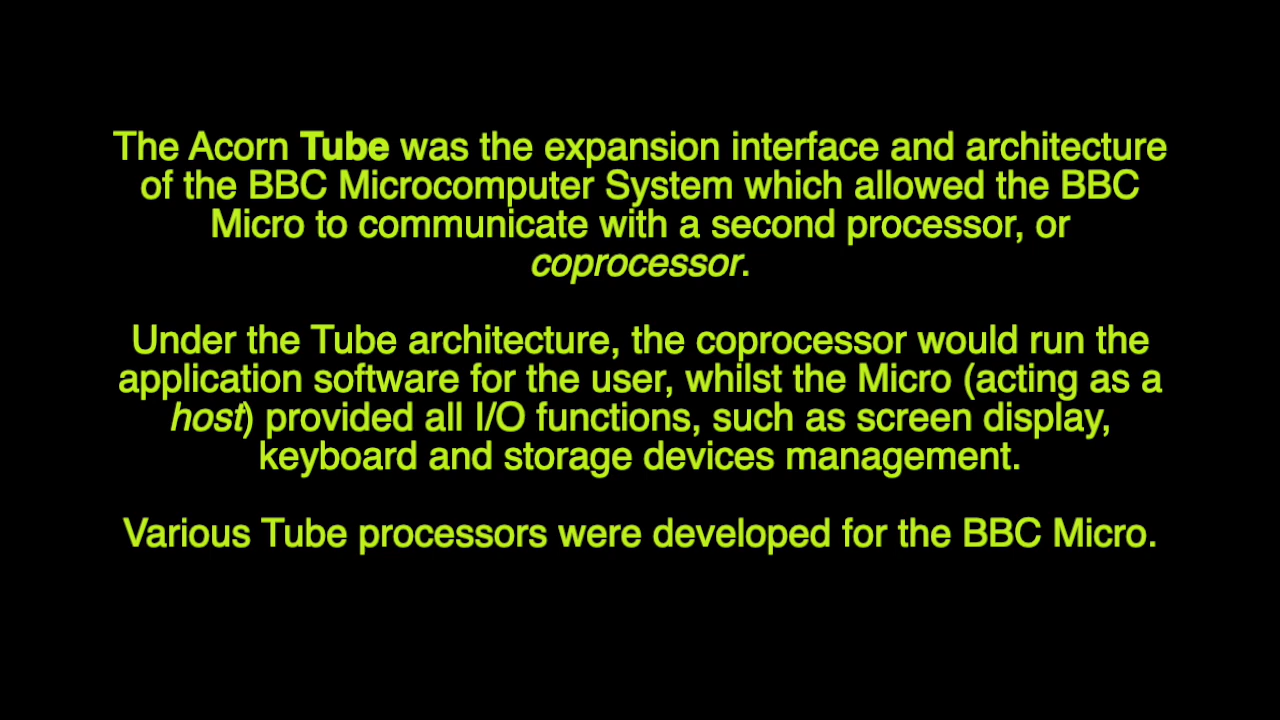 The Acorn Tube was the expansion interface and architecture
of the BBC Microcomputer System which allowed the BBC
Micro to communicate with a second processor, or
coprocessor.
Under the Tube architecture, the coprocessor would run the
application software for the user, whilst the Micro (acting as a
host) provided all I/O functions, such as screen display,
keyboard and storage devices management.
Various Tube processors were developed for the BBC Micro.